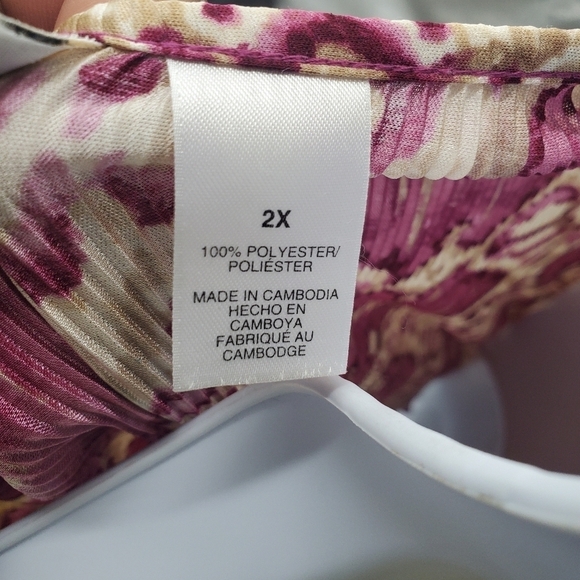 2X
100% POLYESTER/
POLIÉSTER
MADE IN CAMBODIA
HECHO EN
CAMBOYA
FABRIQUÉ AU
CAMBODGE